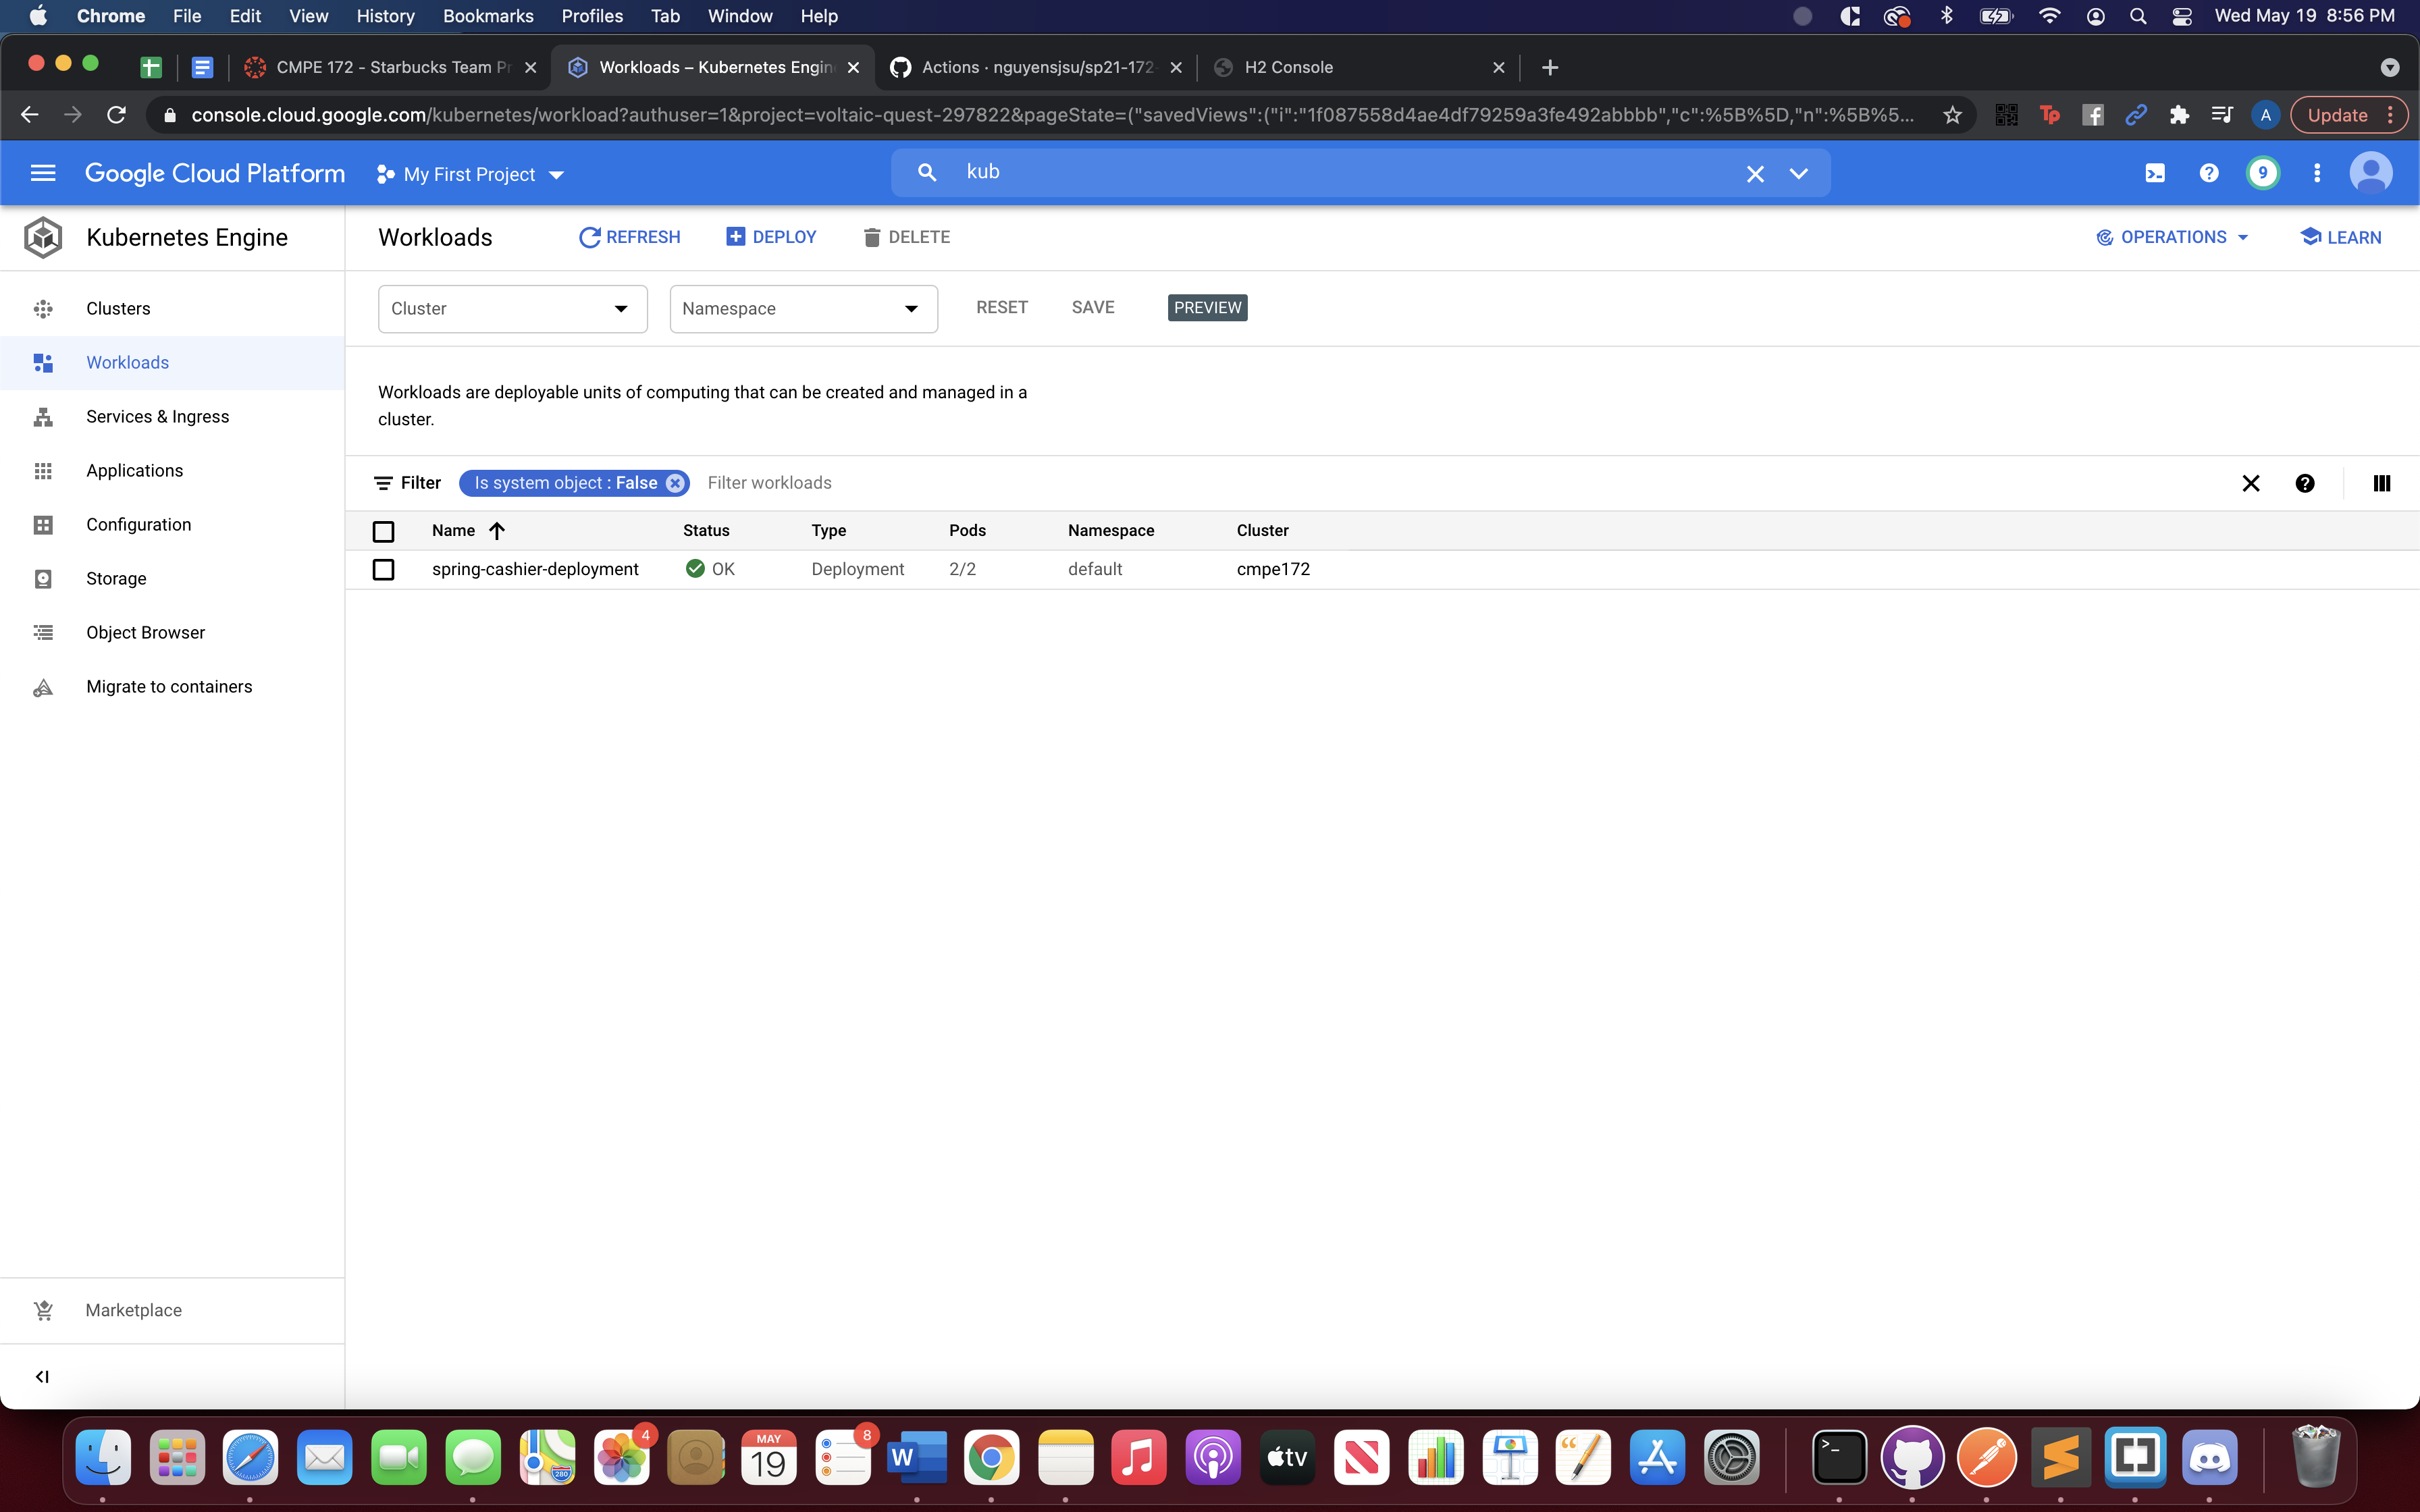 Chrome File Edit View History Bookmarks Profiles Tab Window Help Wed May 19 8:56 PM
CMPE 172 - Starbucks Team Pr Workloads – Kubernetes Engin Actions · nguyensjsu/sp21-172- H2 Console
console.cloud.google.com/kubernetes/workload?authuser=1&project=voltaic-quest-297822&pageState=("savedViews":("i":"1f087558d4ae4df79259a3fe492abbbb","c":%5B%5D,"n":%5B%5... Tp A Update
Google Cloud Platform My First Project kub 9
Kubernetes Engine Workloads REFRESH DEPLOY DELETE OPERATIONS LEARN
Clusters
Workloads
Services & Ingress
Applications
Configuration
Storage
Object Browser
Migrate to containers
Marketplace
Cluster Namespace RESET SAVE PREVIEW
Workloads are deployable units of computing that can be created and managed in a
cluster.
Filter Is system object : False Filter workloads
Name Status Type Pods Namespace Cluster
spring-cashier-deployment OK Deployment 2/2 default cmpe172
4 MAY 19 8 W 280 tv